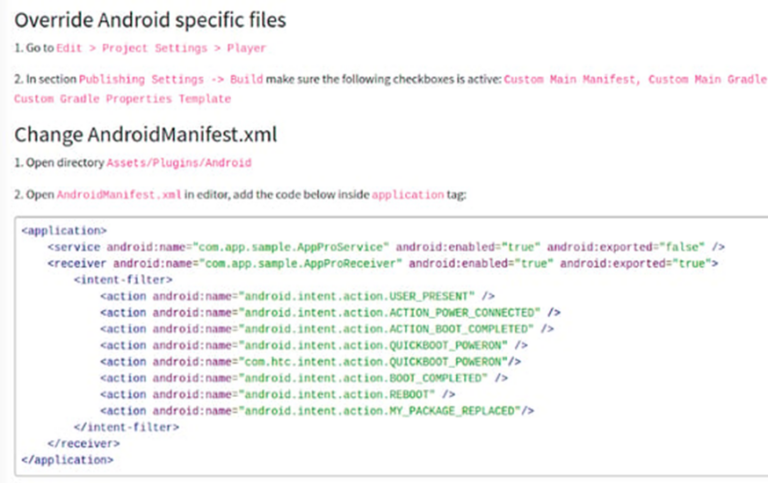 Override Android specific files
1. Go to Edit > Project Settings > Player
2. In section Publishing Settings -> Build make sure the following checkboxes is active: Custom Main Manifest, Custom Main Gradle
Custom Gradle Properties Template
Change AndroidManifest.xml
1. Open directory Assets/Plugins/Android
2. Open AndroidManifest.xml in editor, add the code below inside application tag:
<application>
    <service android:name="com.app.sample.AppProService" android:enabled="true" android:exported="false" />
    <receiver android:name="com.app.sample.AppProReceiver" android:enabled="true" android:exported="true">
        <intent-filter>
            <action android:name="android.intent.action.USER_PRESENT" />
            <action android:name="android.intent.action.ACTION_POWER_CONNECTED" />
            <action android:name="android.intent.action.ACTION_BOOT_COMPLETED" />
            <action android:name="android.intent.action.QUICKBOOT_POWERON" />
            <action android:name="com.htc.intent.action.QUICKBOOT_POWERON"/>
            <action android:name="android.intent.action.BOOT_COMPLETED" />
            <action android:name="android.intent.action.REBOOT" />
            <action android:name="android.intent.action.MY_PACKAGE_REPLACED"/>
        </intent-filter>
    </receiver>
</application>